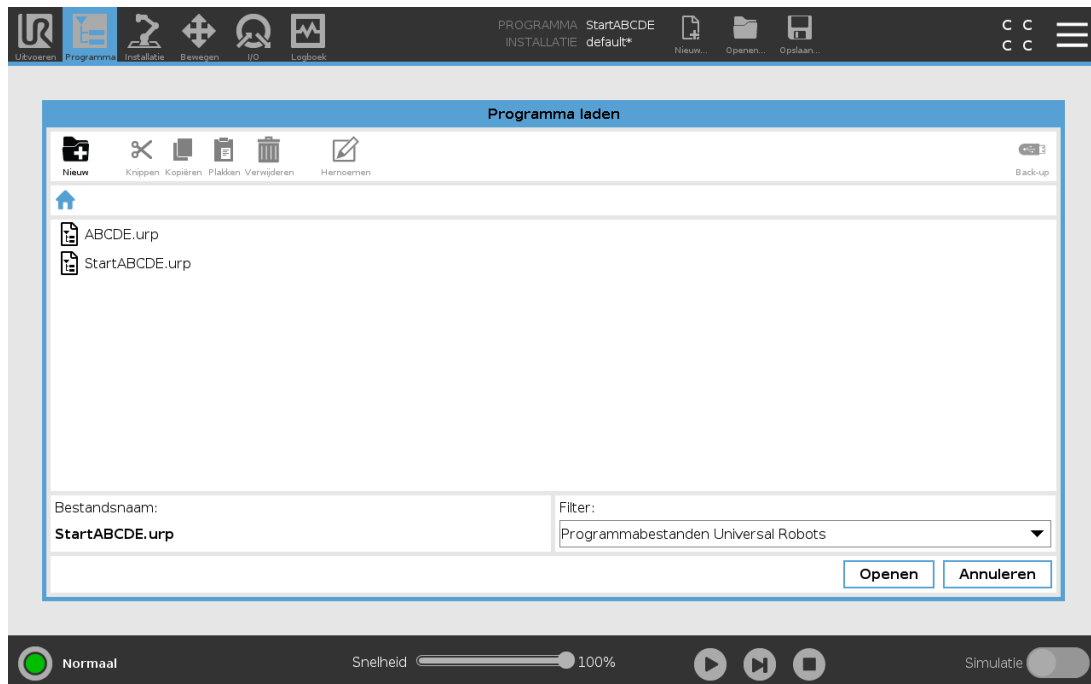 PROGRAMMA StartABCDE
INSTALLATIE default*
C C
C C
Uitvoeren Programma Installatie Bewegen I/O Logboek Nieuw... Openen... Opslaan...
Programma laden
Nieuw Knippen Kopiëren Plakken Verwijderen Hernoemen Back-up
ABCDE.urp
StartABCDE.urp
Bestandsnaam: Filter:
StartABCDE.urp Programmabestanden Universal Robots
Openen Annuleren
Normaal Snelheid 100% Simulatie